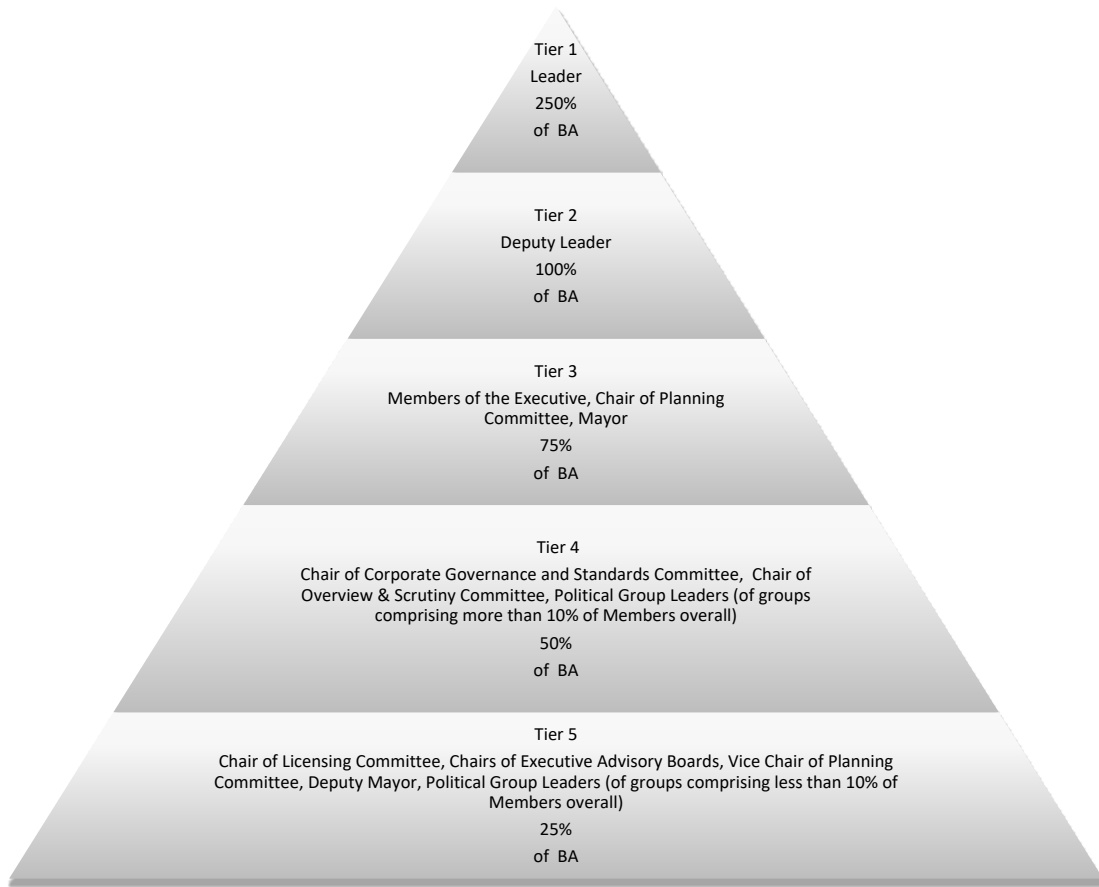 Tier 1
Leader
250%
of BA
Tier 2
Deputy Leader
100%
of BA
Tier 3
Members of the Executive, Chair of Planning
Committee, Mayor
75%
of BA
Tier 4
Chair of Corporate Governance and Standards Committee, Chair of
Overview & Scrutiny Committee, Political Group Leaders (of groups
comprising more than 10% of Members overall)
50%
of BA
Tier 5
Chair of Licensing Committee, Chairs of Executive Advisory Boards, Vice Chair of Planning
Committee, Deputy Mayor, Political Group Leaders (of groups comprising less than 10% of
Members overall)
25%
of BA